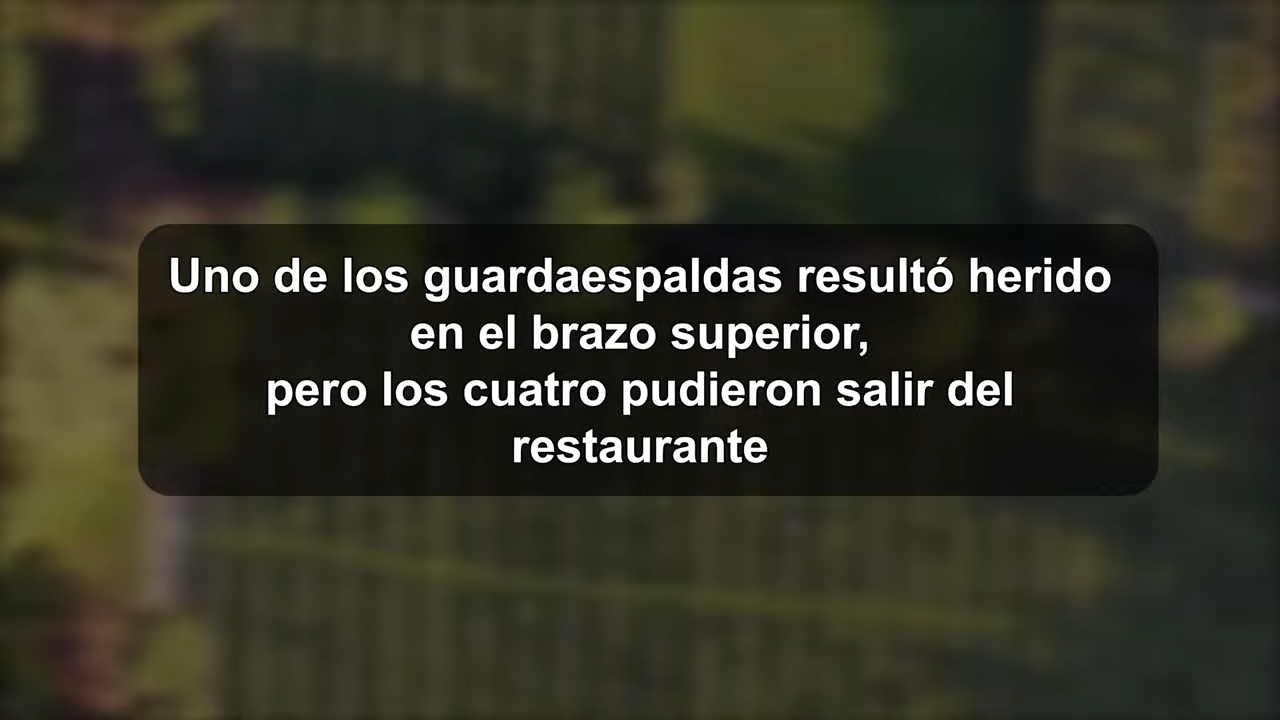 Uno de los guardaespaldas resultó herido
en el brazo superior,
pero los cuatro pudieron salir del
restaurante